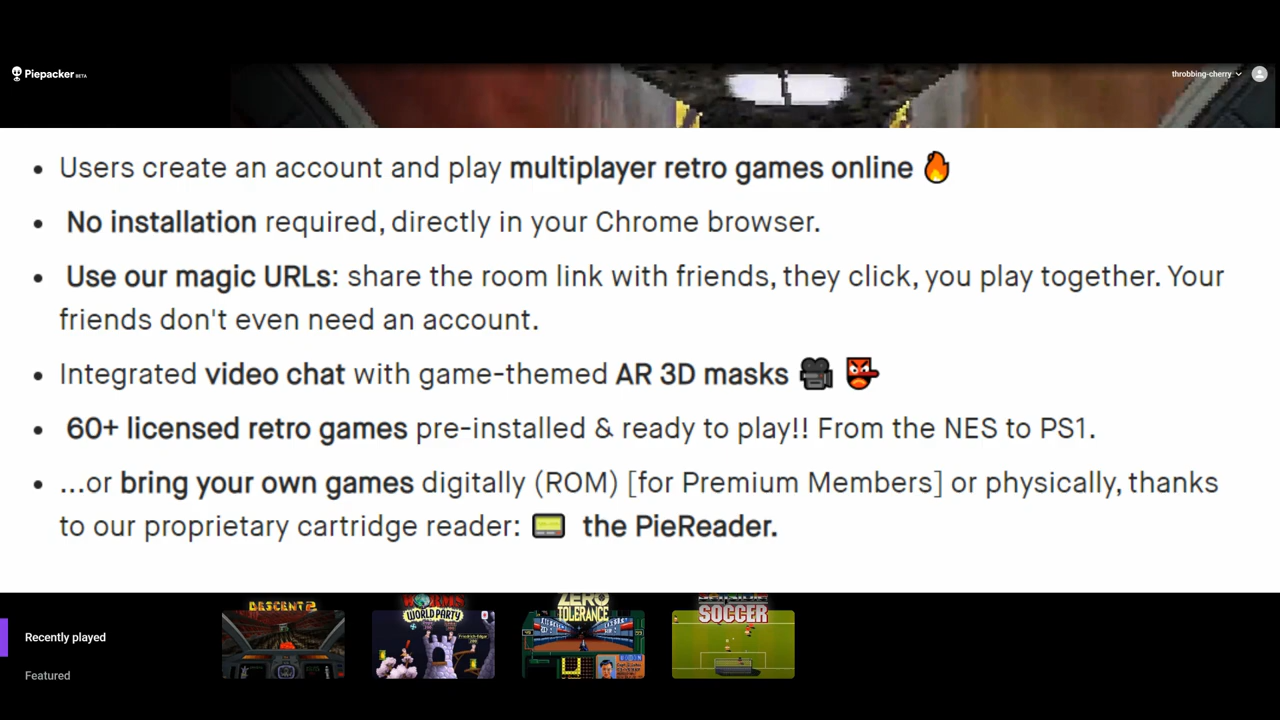 Piepacker BETA
throbbing-cherry
• Users create an account and play multiplayer retro games online 🔥
• No installation required, directly in your Chrome browser.
• Use our magic URLs: share the room link with friends, they click, you play together. Your
friends don't even need an account.
• Integrated video chat with game-themed AR 3D masks 🎥 👺
• 60+ licensed retro games pre-installed & ready to play!! From the NES to PS1.
• ...or bring your own games digitally (ROM) [for Premium Members] or physically, thanks
to our proprietary cartridge reader: 📟 the PieReader.
Recently played
DESCENT 2
WORMS
WORLD PARTY
ZERO
TOLERANCE
SOCCER
Featured